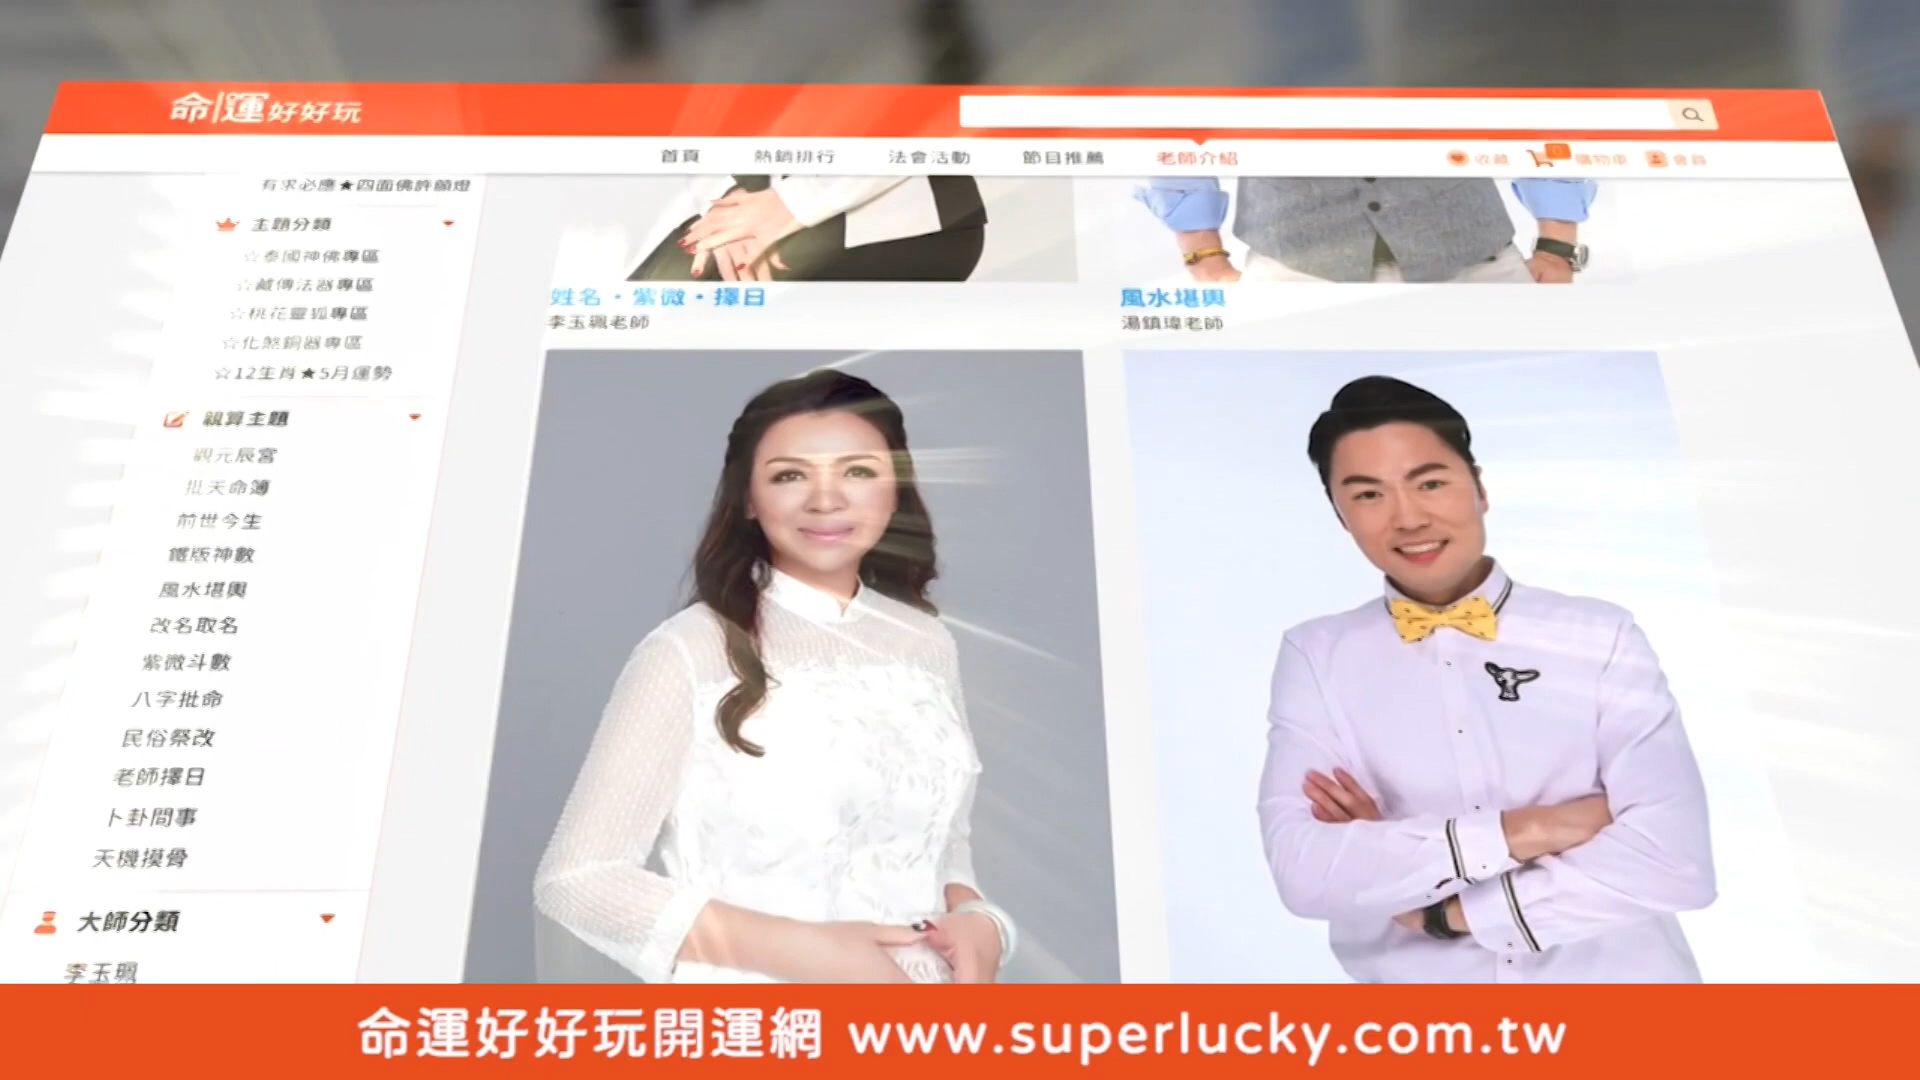 命運好好玩
首頁 熱銷排行 法會活動 節目推薦 老師介紹 收藏 0 購物車 會員
有求必應★四面佛許願燈
主題分類
☆泰國神佛專區
☆藏傳法器專區
☆桃花靈狐專區
☆化煞銅器專區
☆12生肖★5月運勢
親算主題
觀元辰宮
批天命簿
前世今生
鐵版神數
風水堪輿
改名取名
紫微斗數
八字批命
民俗祭改
老師擇日
卜卦問事
天機摸骨
大師分類
李玉珮
姓名・紫微・擇日
李玉珮老師
風水堪輿
湯鎮瑋老師
命運好好玩開運網 www.superlucky.com.tw